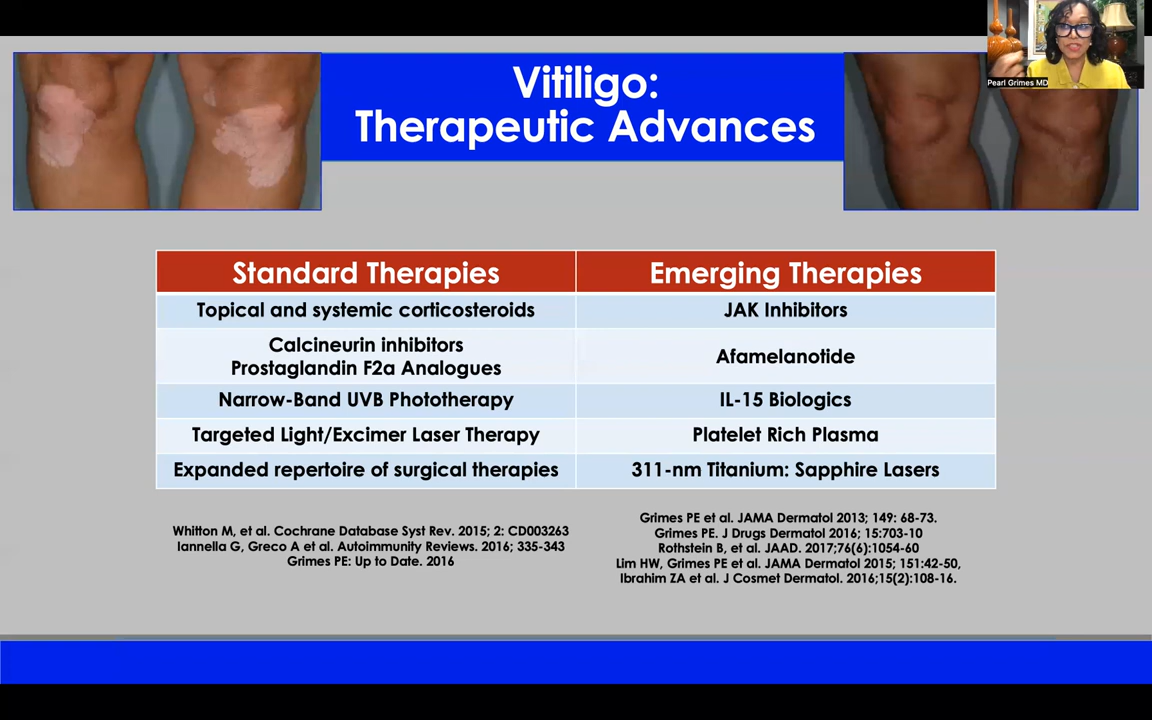 Pearl Grimes MD
Vitiligo:
Therapeutic Advances
Standard Therapies
Emerging Therapies
Topical and systemic corticosteroids
JAK Inhibitors
Calcineurin inhibitors
Prostaglandin F2a Analogues
Afamelanotide
Narrow-Band UVB Phototherapy
IL-15 Biologics
Targeted Light/Excimer Laser Therapy
Platelet Rich Plasma
Expanded repertoire of surgical therapies
311-nm Titanium: Sapphire Lasers
Whitton M, et al. Cochrane Database Syst Rev. 2015; 2: CD003263
Iannella G, Greco A et al. Autoimmunity Reviews. 2016; 335-343
Grimes PE: Up to Date. 2016
Grimes PE et al. JAMA Dermatol 2013; 149: 68-73.
Grimes PE. J Drugs Dermatol 2016; 15:703-10
Rothstein B, et al. JAAD. 2017;76(6):1054-60
Lim HW, Grimes PE et al. JAMA Dermatol 2015; 151:42-50,
Ibrahim ZA et al. J Cosmet Dermatol. 2016;15(2):108-16.